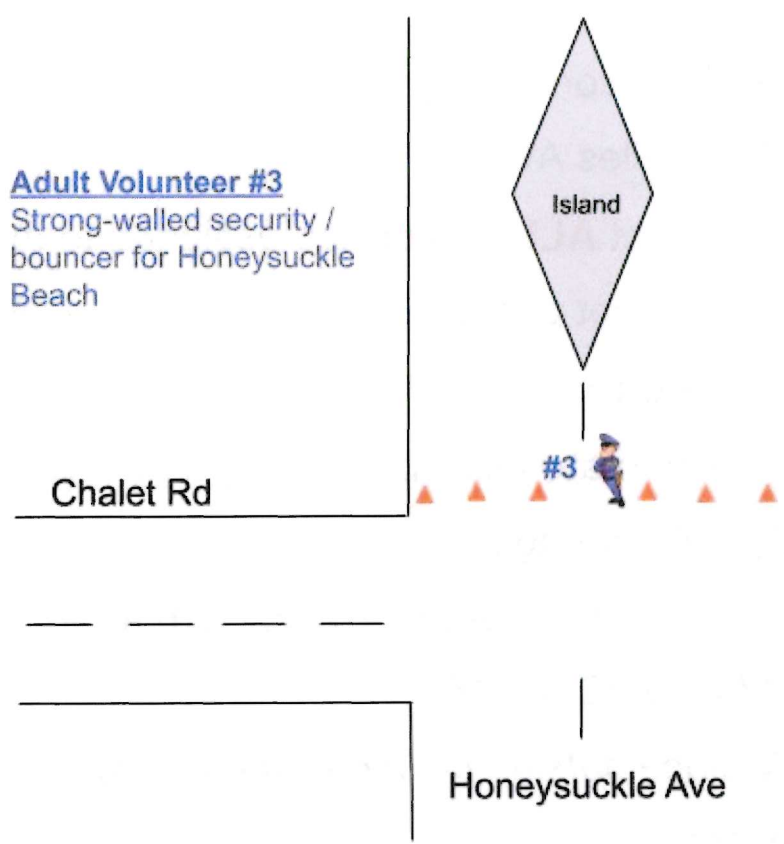 Adult Volunteer #3
Strong-walled security /
bouncer for Honeysuckle
Beach
Island
#3
Chalet Rd
Honeysuckle Ave